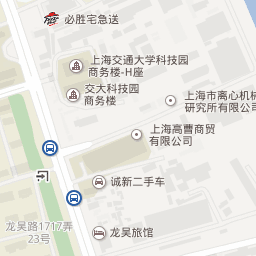 必胜宅急送
上海交通大学科技园
商务楼-H座
交大科技园
商务楼
上海市离心机械
研究所有限公司
上海高曹商贸
有限公司
诚新二手车
龙吴路1717弄
23号
龙吴旅馆